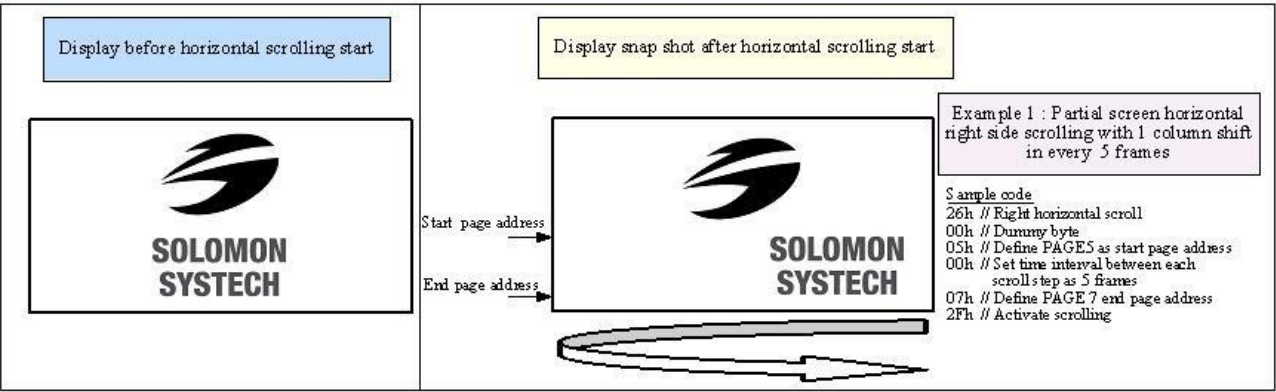 Display before horizontal scrolling start
SOLOMON
SYSTECH
Display snap shot after horizontal scrolling start
Start page address
End page address
SOLOMON
SYSTECH
Example 1 : Partial screen horizontal
right side scrolling with 1 column shift
in every 5 frames
Sample code
26h // Right horizontal scroll
00h // Dummy byte
05h // Define PAGE5 as start page address
00h // Set time interval between each
scroll step as 5 frames
07h // Define PAGE 7 end page address
2Fh // Activate scrolling